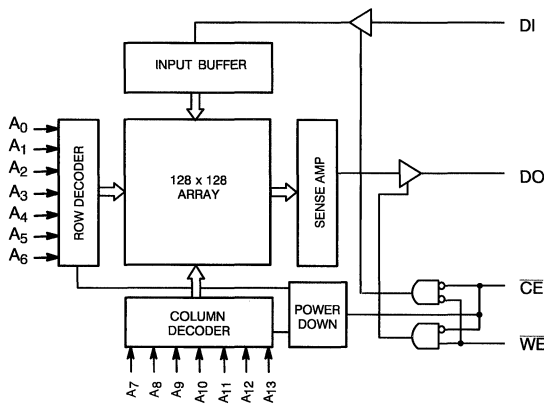 DI
INPUT BUFFER
A0
A1
A2
A3
A4
A5
A6
ROW DECODER
128 x 128
ARRAY
SENSE AMP
DO
COLUMN
DECODER
POWER
DOWN
CE
WE
A7
A8
A9
A10
A11
A12
A13